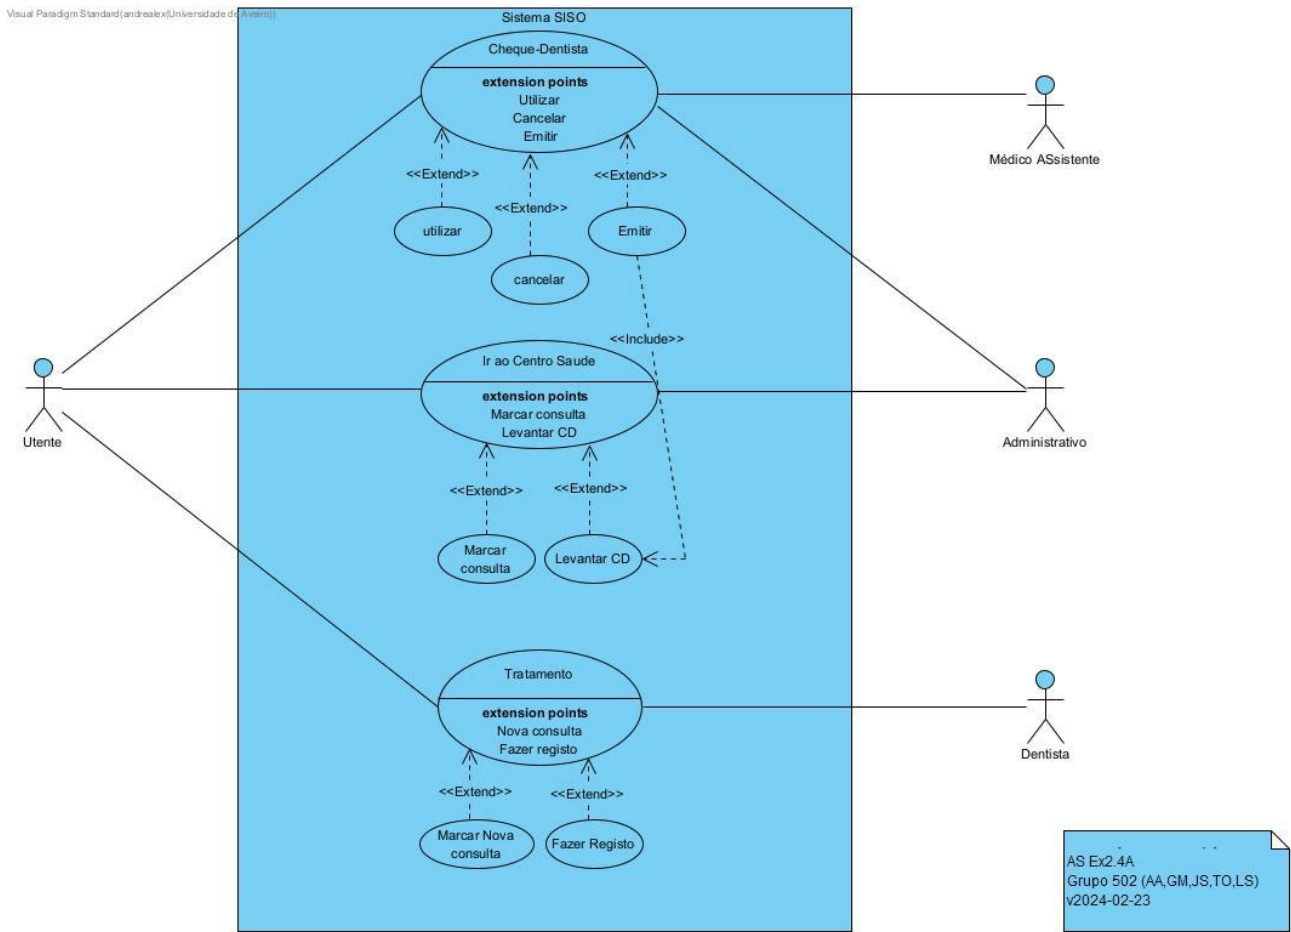 Visual Paradigm Standard(andrealex(Universidade de Aveiro))
Sistema SISO
Cheque-Dentista
extension points
Utilizar
Cancelar
Emitir
Médico ASsistente
<<Extend>>
<<Extend>>
<<Extend>>
utilizar
Emitir
cancelar
<<Include>>
Ir ao Centro Saude
extension points
Marcar consulta
Levantar CD
Utente
Administrativo
<<Extend>>
<<Extend>>
Marcar
consulta
Levantar CD
Tratamento
extension points
Nova consulta
Fazer registo
Dentista
<<Extend>>
<<Extend>>
Marcar Nova
consulta
Fazer Registo
AS Ex2.4A
Grupo 502 (AA,GM,JS,TO,LS)
v2024-02-23